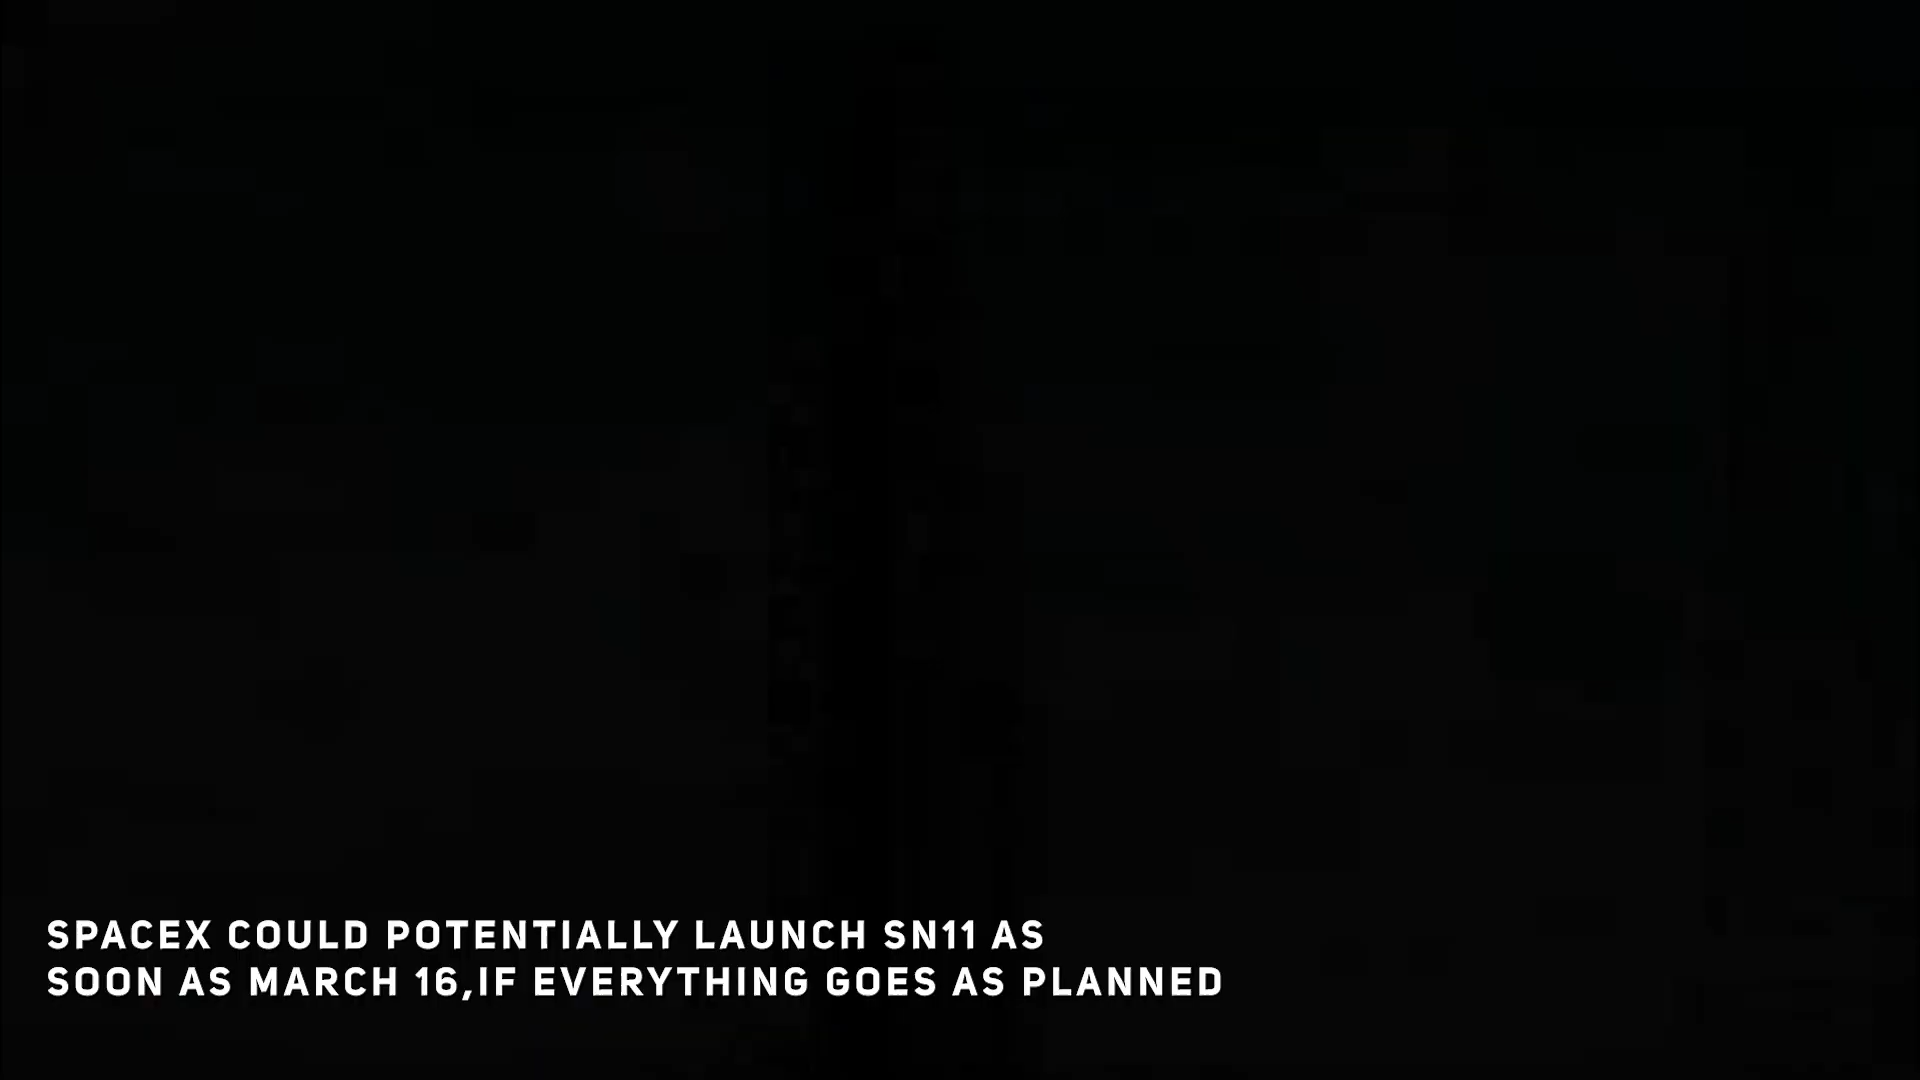 SPACEX COULD POTENTIALLY LAUNCH SN11 AS
SOON AS MARCH 16,IF EVERYTHING GOES AS PLANNED